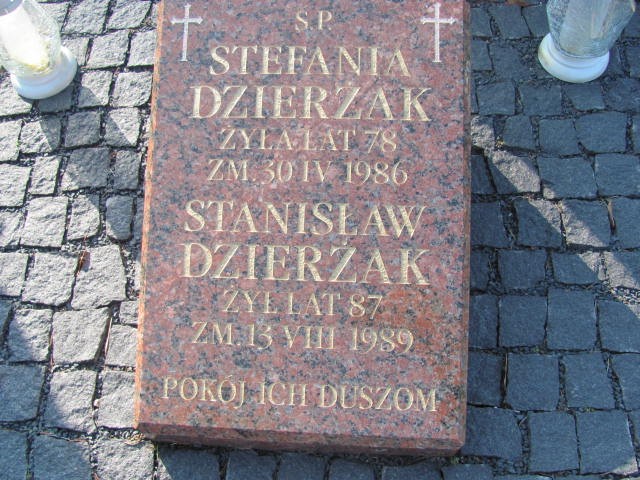 Ś.P.
STEFANIA
DZIERŻAK
ŻYŁA LAT 78
ZM. 30 IV 1986
STANISŁAW
DZIERŻAK
ŻYŁ LAT 87
ZM. 13 VIII 1989
POKÓJ ICH DUSZOM